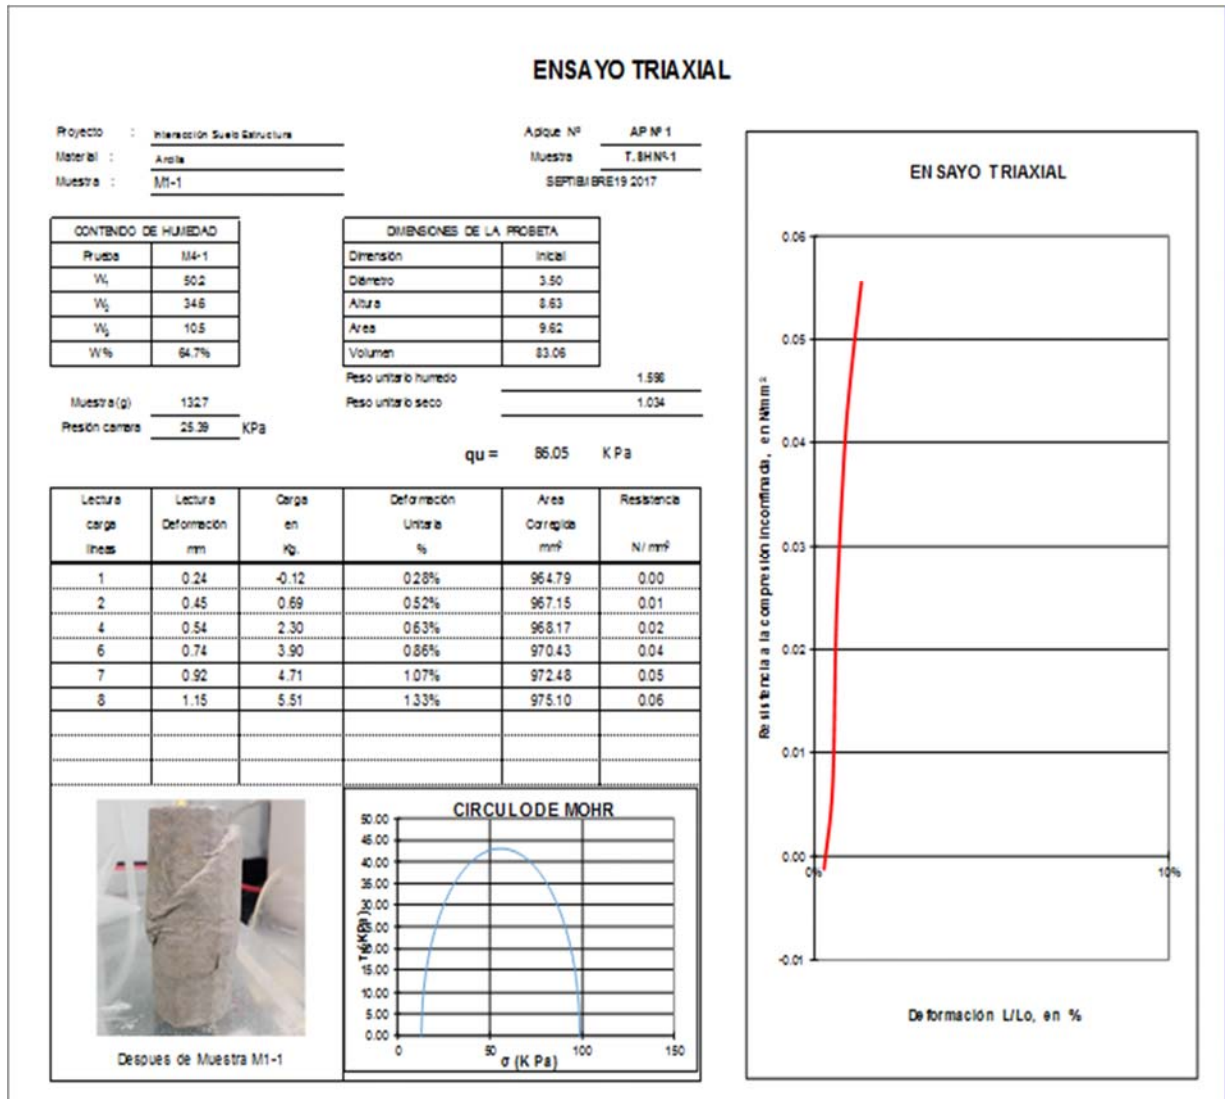 ENSAYO TRIAXIAL
Proyecto : Interacción Suelo Estructura
Apique Nº AP Nº 1
Material : Arcilla
Muestra T. SH Nº-1
Muestra : M1-1
SEPTIEMBRE 19 2017
CONTENIDO DE HUMEDAD
Prueba M4-1
W1 50.2
W2 34.6
W3 10.5
W% 64.7%
DIMENSIONES DE LA PROBETA
Dimensión Inicial
Diámetro 3.50
Altura 8.63
Area 9.62
Volumen 83.06
Peso unitario humedo 1.598
Peso unitario seco 1.034
Muestra (g) 132.7
Presión camara 25.39 KPa
qu = 86.05 K Pa
Lectura carga líneas
Lectura Deformación mm
Carga en Kg.
Deformación Unitaria %
Area Corregida mm²
Resistencia N/ mm²
1 0.24 -0.12 0.28% 964.79 0.00
2 0.45 0.69 0.52% 967.15 0.01
4 0.54 2.30 0.63% 968.17 0.02
6 0.74 3.90 0.86% 970.43 0.04
7 0.92 4.71 1.07% 972.48 0.05
8 1.15 5.51 1.33% 975.10 0.06
Despues de Muestra M1-1
CIRCULO DE MOHR
50.00
45.00
40.00
35.00
25.00
20.00
15.00
10.00
5.00
0.00
τ (KPa)
0 50 100 150
σ (K Pa)
ENSAYO TRIAXIAL
Resistencia a la compresión inconfinada, en N/mm²
0.06
0.05
0.04
0.03
0.02
0.01
0.00
-0.01
0% 10%
Deformación L/Lo, en %